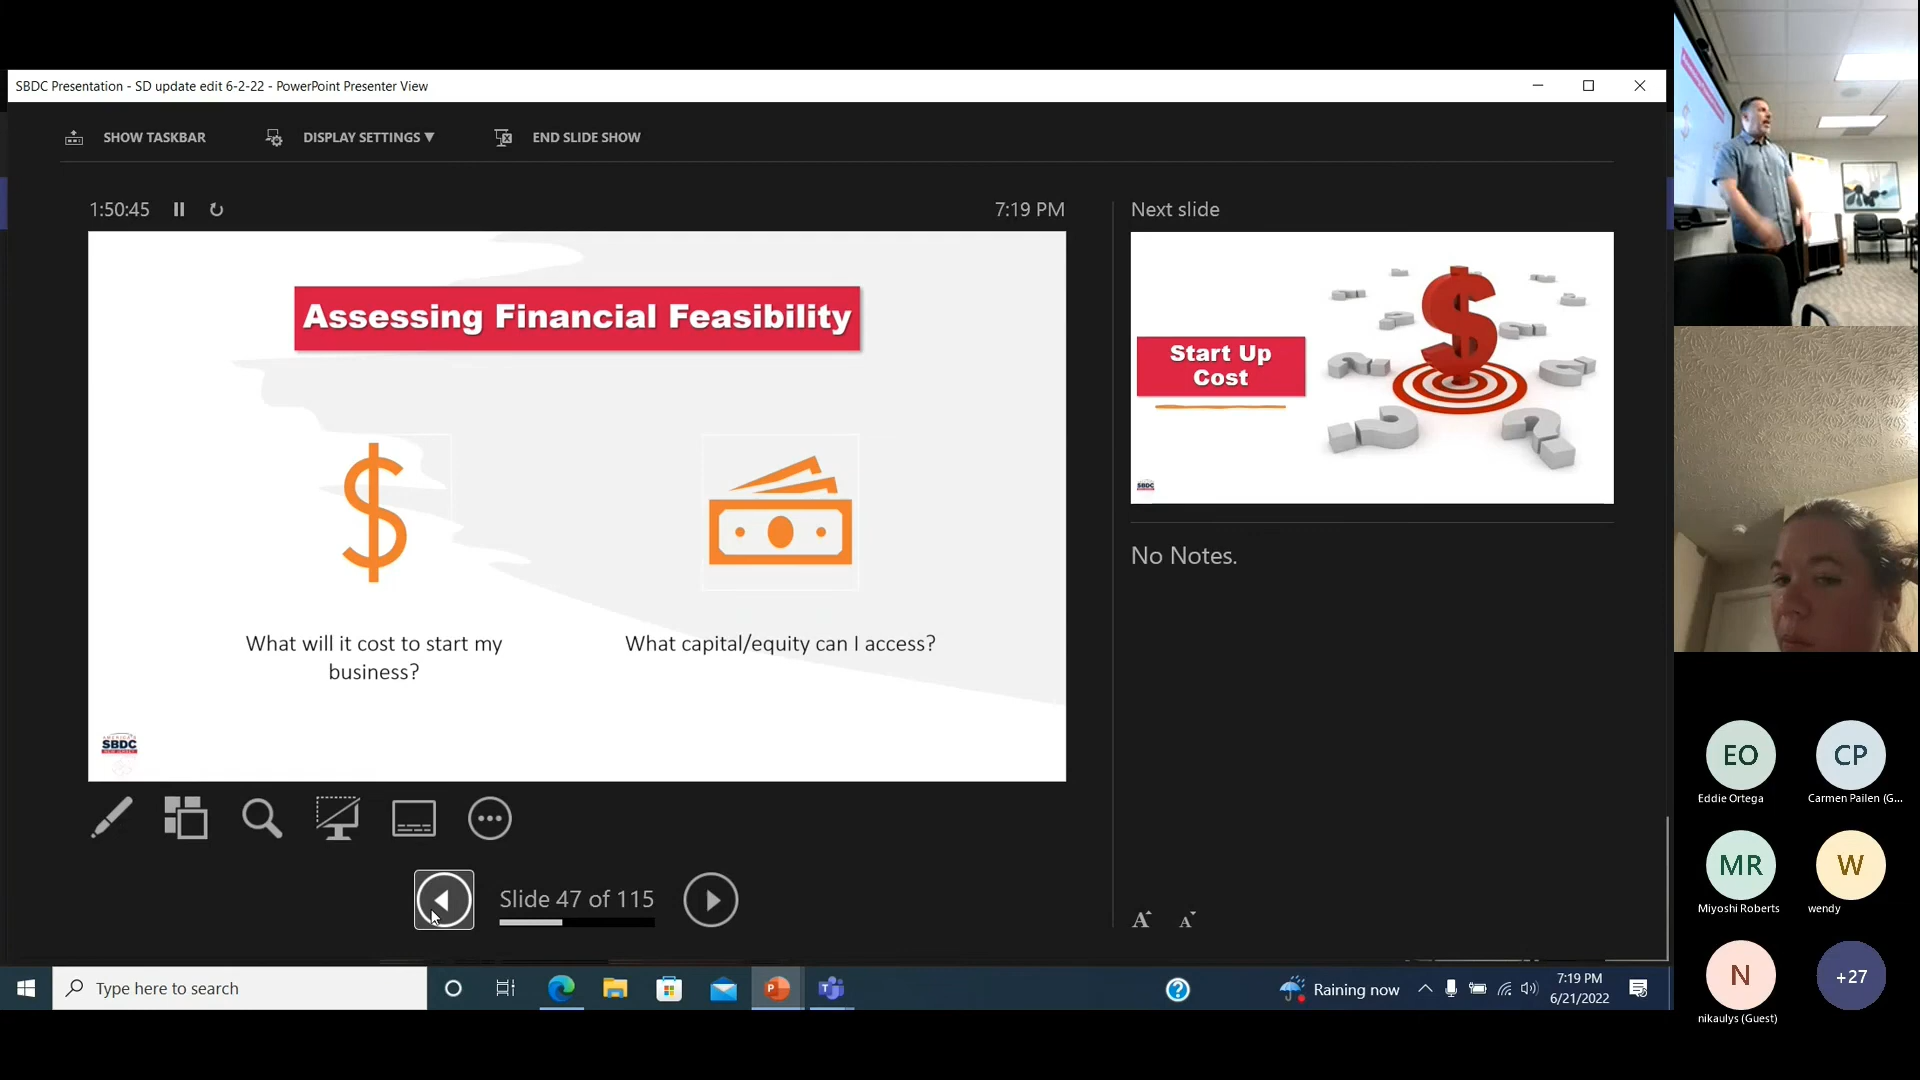 SBDC Presentation - SD update edit 6-2-22 - PowerPoint Presenter View
SHOW TASKBAR
DISPLAY SETTINGS ▼
END SLIDE SHOW
1:50:45
7:19 PM
Next slide
Assessing Financial Feasibility
What will it cost to start my
business?
What capital/equity can I access?
SBDC
Start Up
Cost
SBDC
No Notes.
Slide 47 of 115
A A
Type here to search
Raining now
7:19 PM
6/21/2022
EO
Eddie Ortega
CP
Carmen Pailen (G...
MR
Miyoshi Roberts
W
wendy
N
nikaulys (Guest)
+27